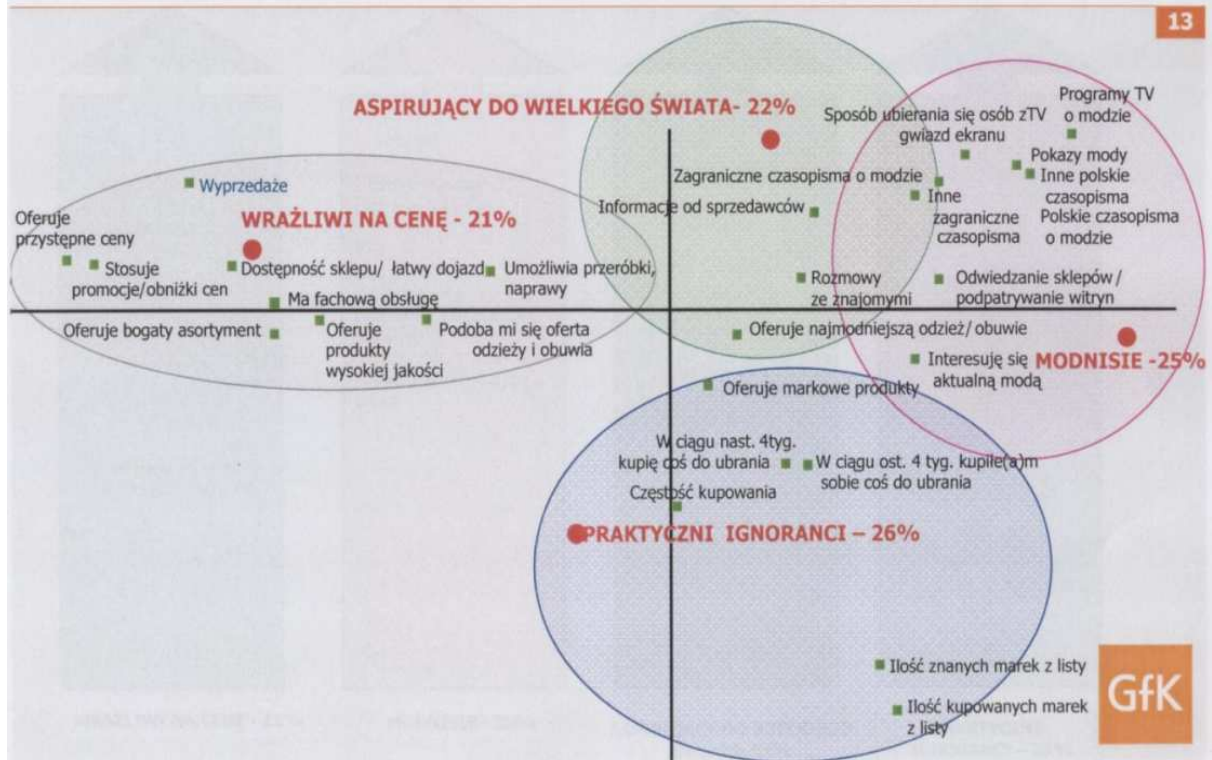 13
ASPIRUJĄCY DO WIELKIEGO ŚWIATA- 22%
Programy TV
o modzie
Sposób ubierania się osób zTV
gwiazd ekranu
Pokazy mody
Inne polskie
czasopisma
Polskie czasopisma
o modzie
Zagraniczne czasopisma o modzie
Inne
zagraniczne
czasopisma
Informacje od sprzedawców
Wyprzedaże
WRAŻLIWI NA CENĘ - 21%
Oferuje
przystępne ceny
Stosuje
promocje/obniżki cen
Dostępność sklepu/ łatwy dojazd
Umożliwia przeróbki,
naprawy
Rozmowy
ze znajomymi
Odwiedzanie sklepów /
podpatrywanie witryn
Ma fachową obsługę
Oferuje bogaty asortyment
Oferuje
produkty
wysokiej jakości
Podoba mi się oferta
odzieży i obuwia
Oferuje najmodniejszą odzież/ obuwie
Interesuję się
aktualną modą
MODNISIE -25%
Oferuje markowe produkty
W ciągu nast. 4tyg.
kupię coś do ubrania
W ciągu ost. 4 tyg. kupiłe(a)m
sobie coś do ubrania
Częstość kupowania
PRAKTYCZNI IGNORANCI – 26%
Ilość znanych marek z listy
Ilość kupowanych marek
z listy
GfK